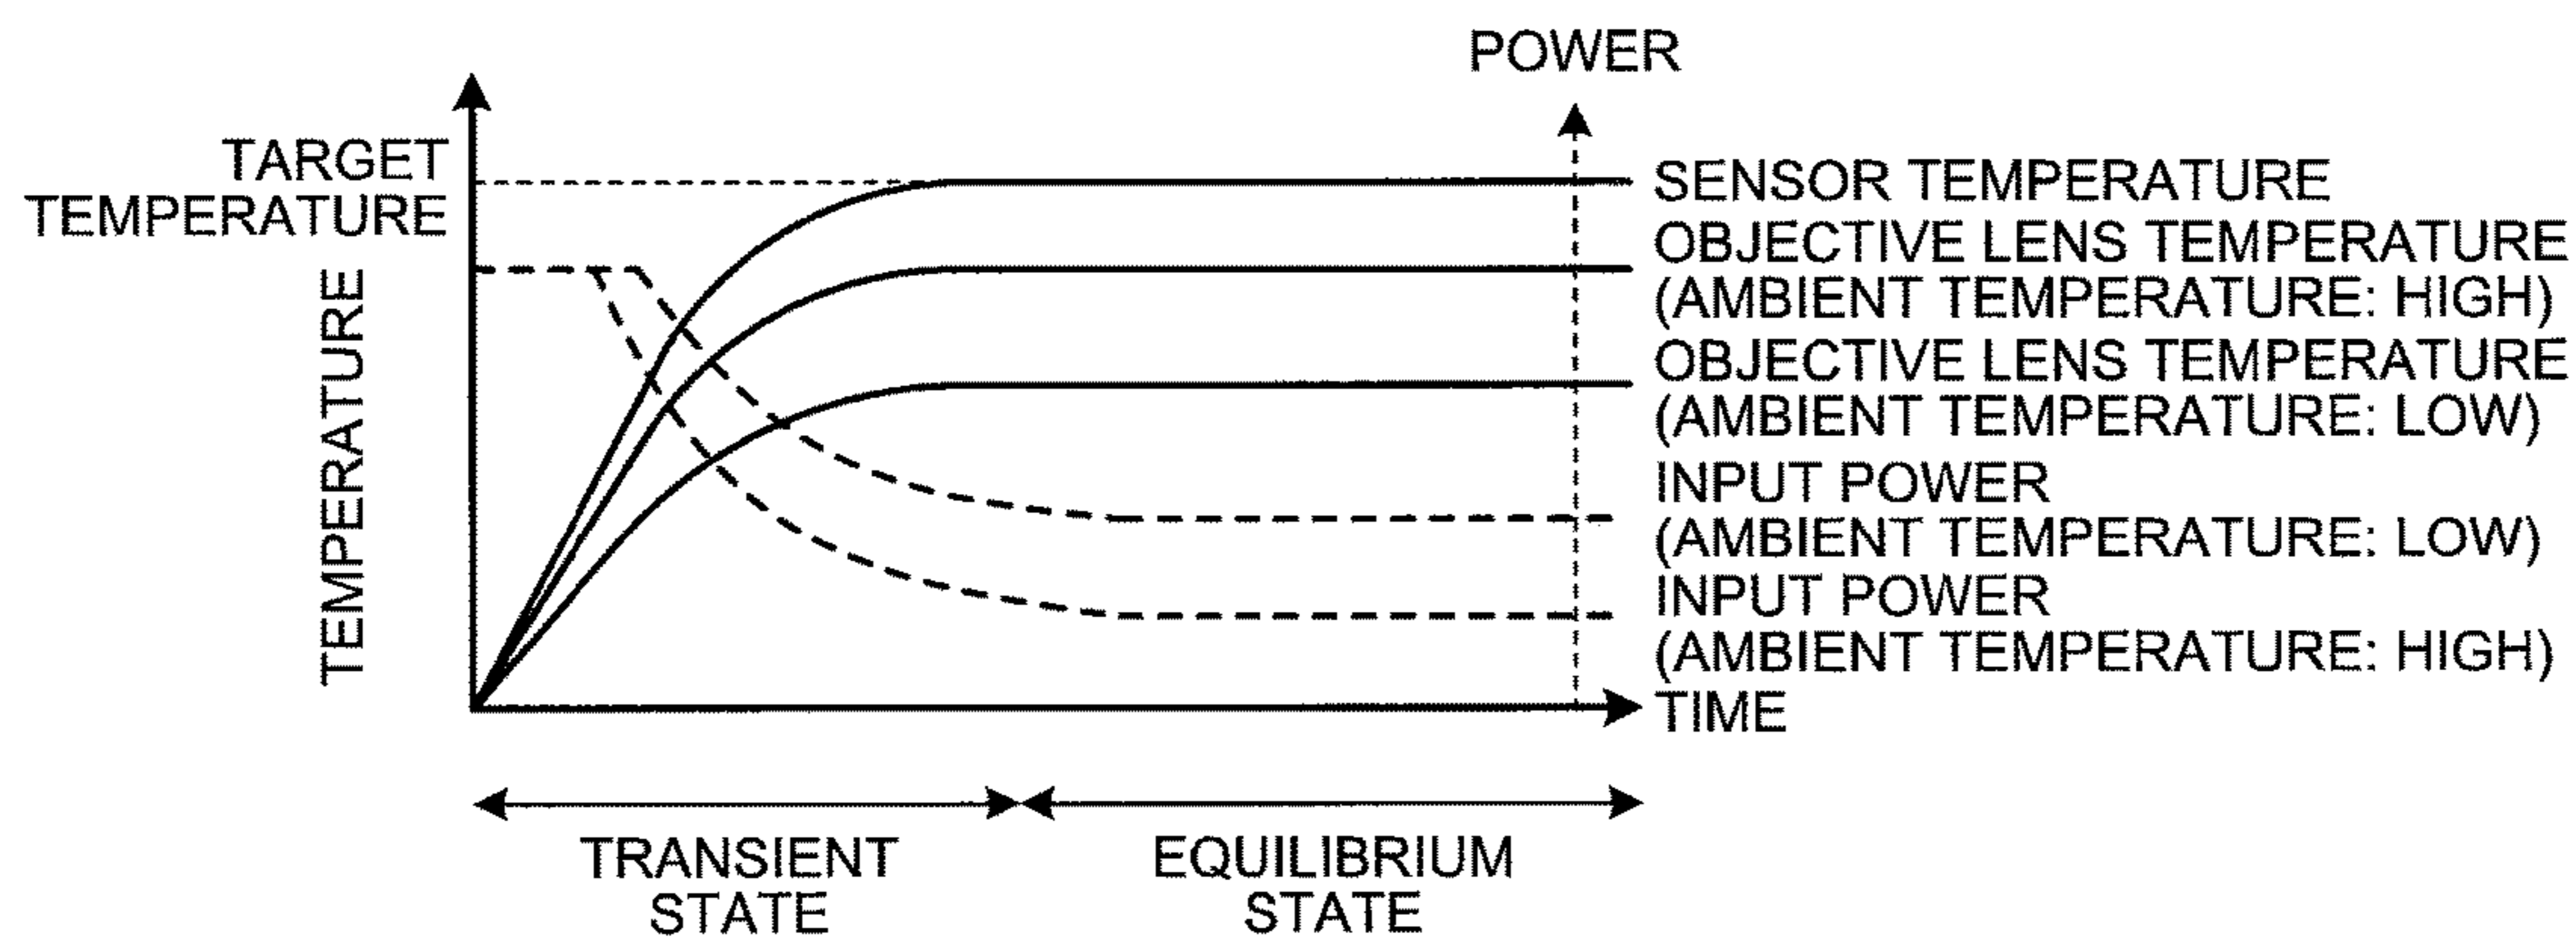 POWER
TARGET
TEMPERATURE
TEMPERATURE
SENSOR TEMPERATURE
OBJECTIVE LENS TEMPERATURE
(AMBIENT TEMPERATURE: HIGH)
OBJECTIVE LENS TEMPERATURE
(AMBIENT TEMPERATURE: LOW)
INPUT POWER
(AMBIENT TEMPERATURE: LOW)
INPUT POWER
(AMBIENT TEMPERATURE: HIGH)
TIME
TRANSIENT
STATE
EQUILIBRIUM
STATE